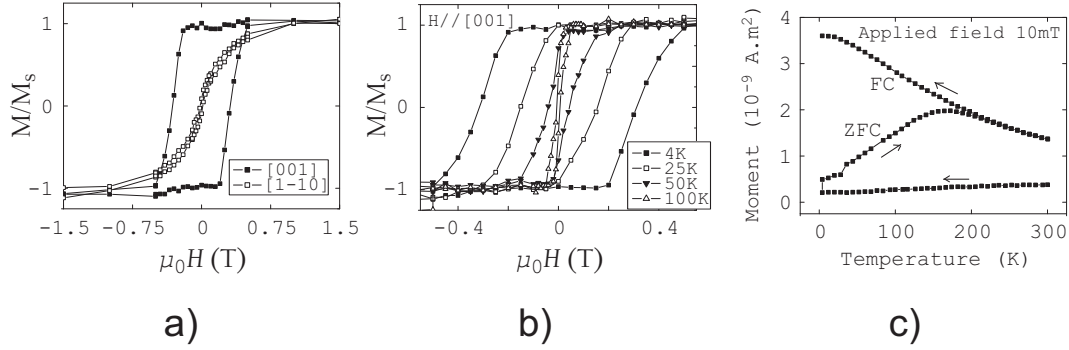 M/Mₛ
1
0
-1
-1.5
-0.75
0
0.75
1.5
μ₀H (T)
[001]
[1-10]
a)
M/Mₛ
H//[001]
1
0
-1
-0.4
0
0.4
μ₀H (T)
4K
25K
50K
100K
b)
Moment (10⁻⁹ A.m²)
Applied field 10mT
4
3
2
1
0
FC
ZFC
0
100
200
300
Temperature (K)
c)